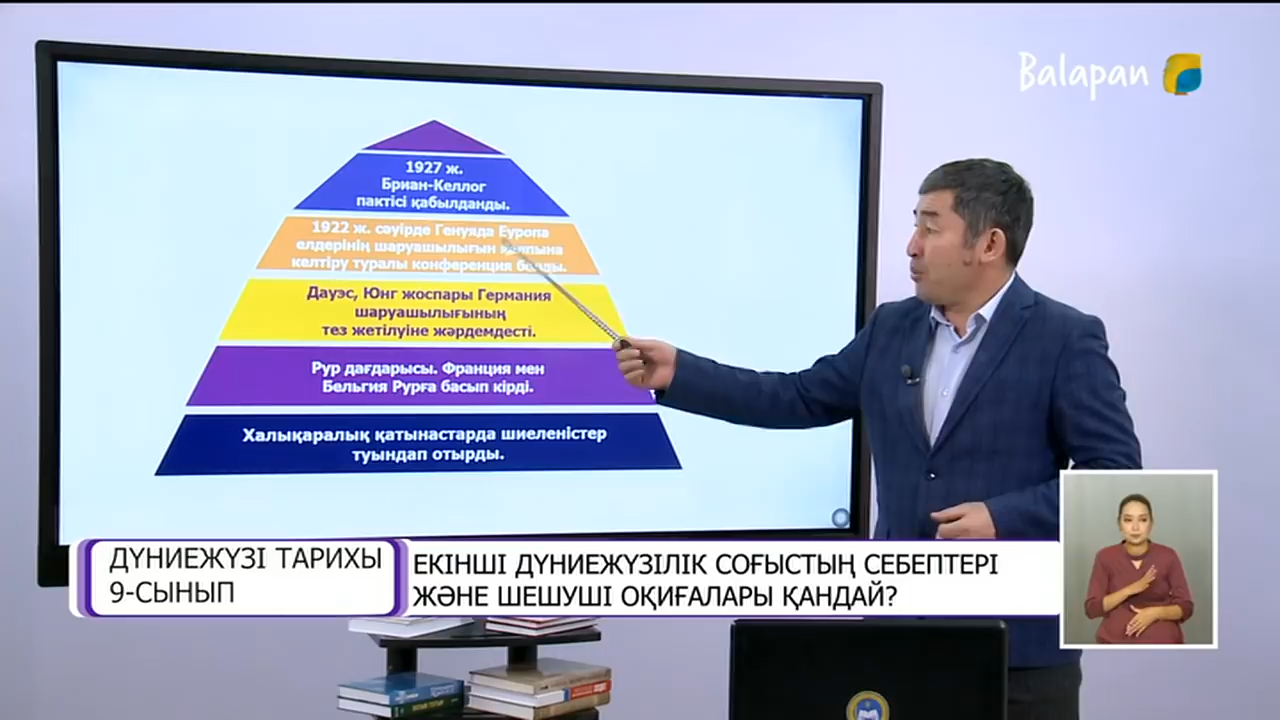 Balapan
1927 ж.
Бриан-Келлог
пактісі қабылданды.
1922 ж. сәуірде Генуяда Еуропа
елдерінің шаруашылығын қалпына
келтіру туралы конференция болды.
Дауэс, Юнг жоспары Германия
шаруашылығының
тез жетілуіне жәрдемдесті.
Рур дағдарысы. Франция мен
Бельгия Рурға басып кірді.
Халықаралық қатынастарда шиеленістер
туындап отырды.
ДҮНИЕЖҮЗІ ТАРИХЫ
9-СЫНЫП
ЕКІНШІ ДҮНИЕЖҮЗІЛІК СОҒЫСТЫҢ СЕБЕПТЕРІ
ЖӘНЕ ШЕШУШІ ОҚИҒАЛАРЫ ҚАНДАЙ?